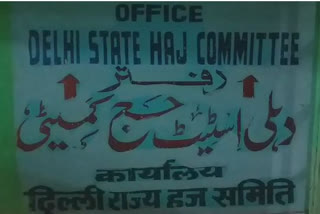 OFFICE
DELHI STATE HAJ COMMITTEE
دفتر
دہلی اسٹیٹ حج کمیٹی
कार्यालय
दिल्ली राज्य हज समिति